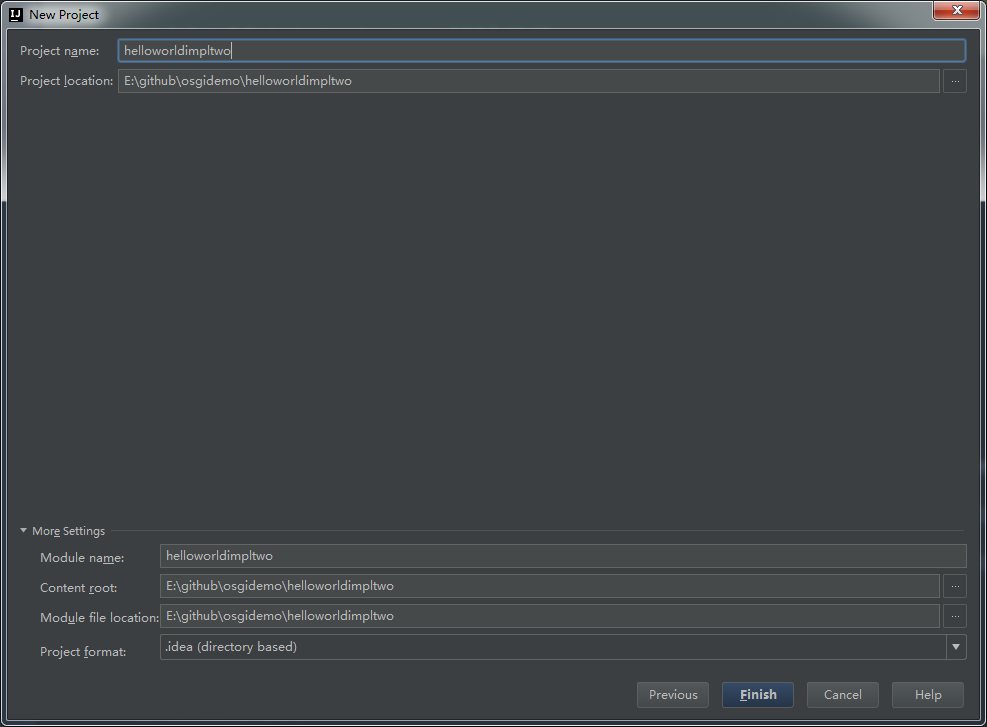 IJ New Project
Project name: helloworldimpltwo
Project location: E:\github\osgidemo\helloworldimpltwo ...
More Settings
Module name: helloworldimpltwo
Content root: E:\github\osgidemo\helloworldimpltwo ...
Module file location: E:\github\osgidemo\helloworldimpltwo ...
Project format: .idea (directory based)
Previous Finish Cancel Help